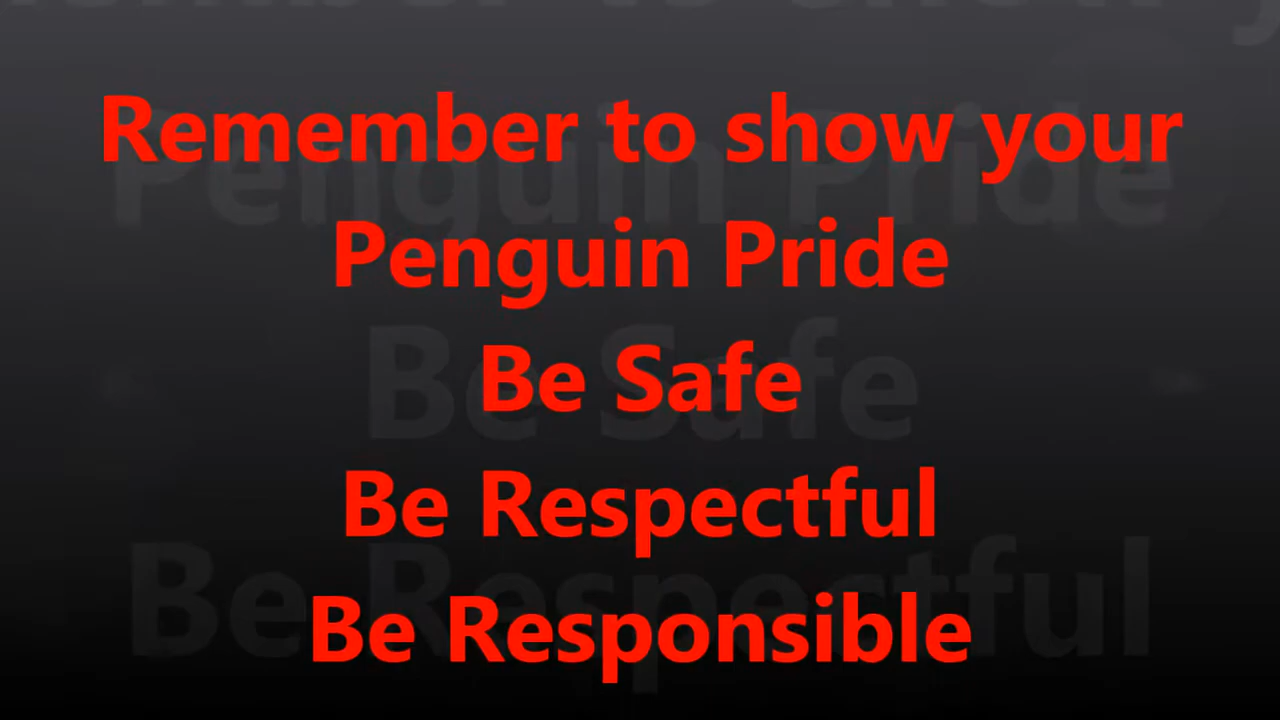 Remember to show your
Penguin Pride
Be Safe
Be Respectful
Be Responsible